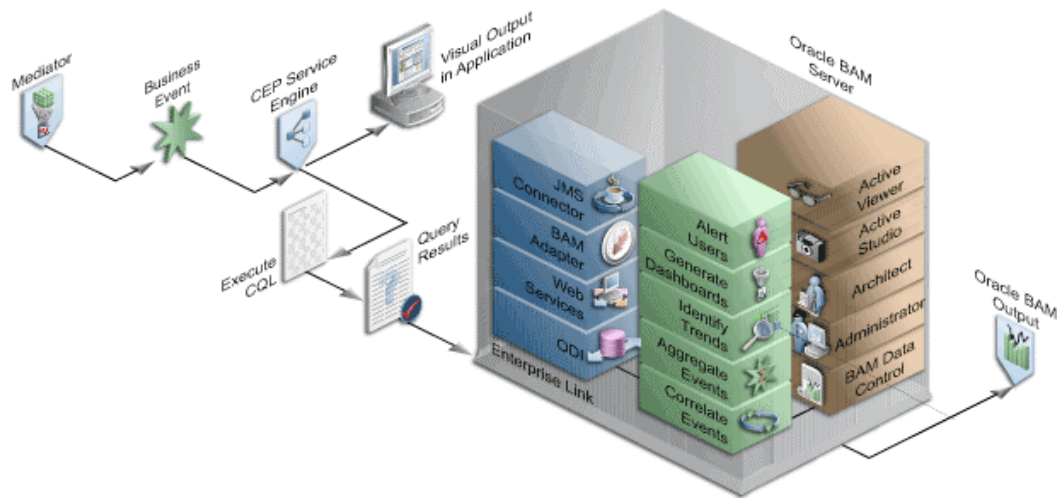 Mediator
Business
Event
CEP Service
Engine
Visual Output
in Application
Execute
CQL
Query
Results
Oracle BAM
Server
JMS
Connector
BAM
Adapter
Web
Services
ODI
Enterprise Link
Alert
Users
Generate
Dashboards
Identify
Trends
Aggregate
Events
Correlate
Events
Active
Viewer
Active
Studio
Architect
Administrator
BAM Data
Control
Oracle BAM
Output